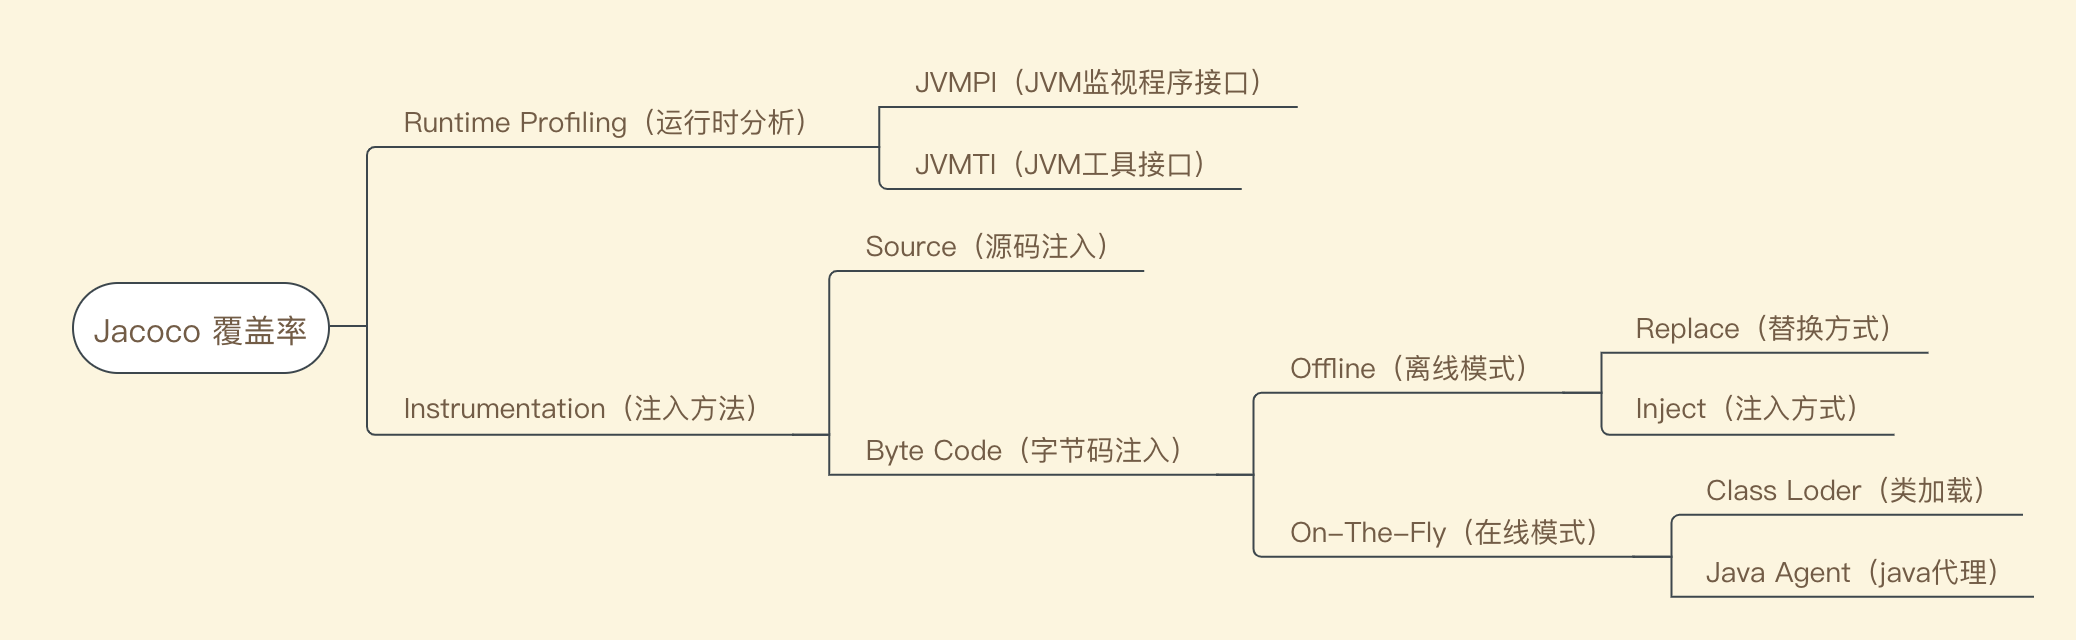 JVMPI（JVM监视程序接口）
Runtime Profiling（运行时分析）
JVMTI（JVM工具接口）
Source（源码注入）
Jacoco 覆盖率
Replace（替换方式）
Offline（离线模式）
Instrumentation（注入方法）
Inject（注入方式）
Byte Code（字节码注入）
Class Loder（类加载）
On-The-Fly（在线模式）
Java Agent（java代理）